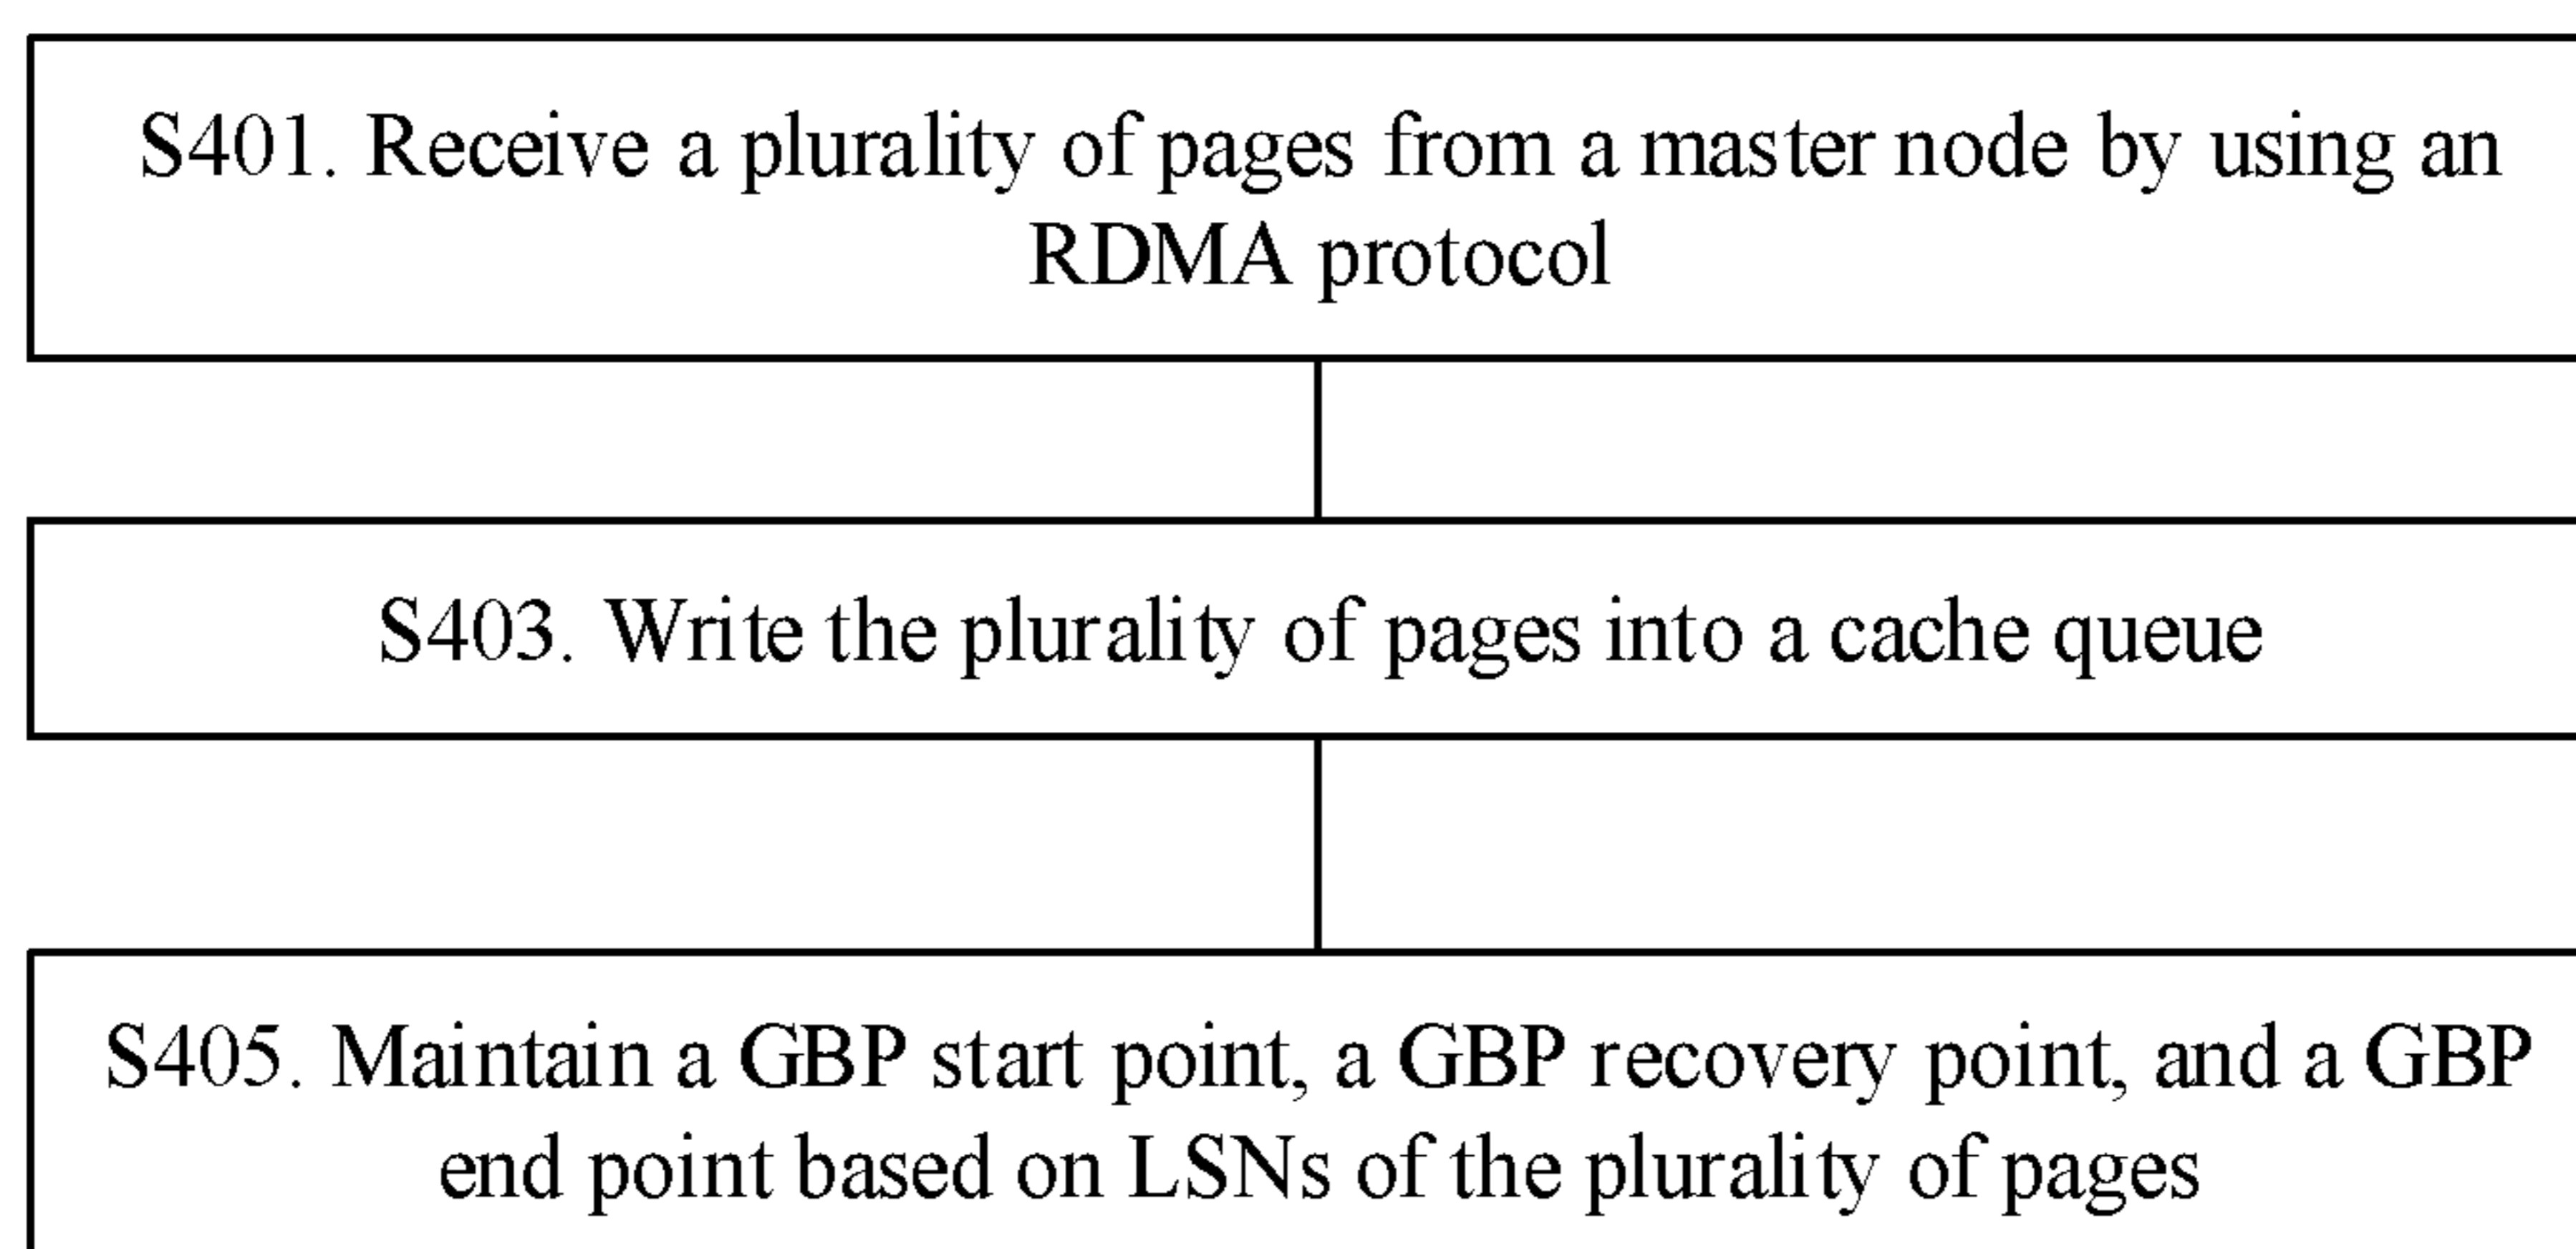 S401. Receive a plurality of pages from a master node by using an
RDMA protocol
S403. Write the plurality of pages into a cache queue
S405. Maintain a GBP start point, a GBP recovery point, and a GBP
end point based on LSNs of the plurality of pages